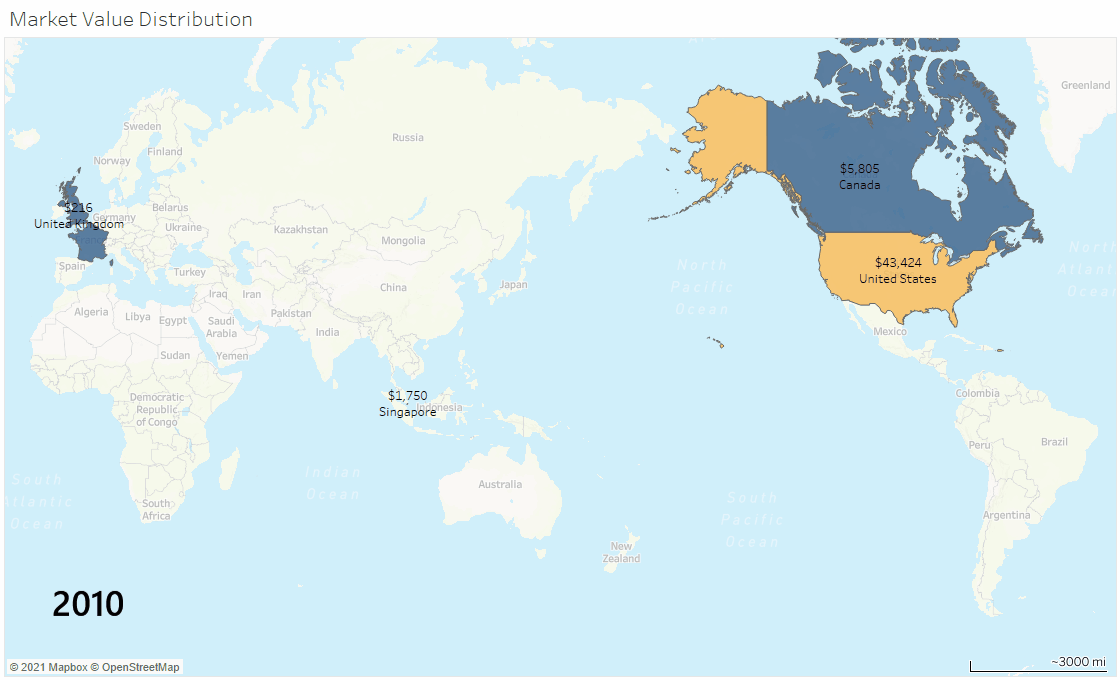 Market Value Distribution
Greenland
Sweden
Russia
Finland
Norway
$5,805
Canada
$216
United Kingdom
Germany
Belarus
Ukraine
Kazakhstan
Mongolia
Spain
Turkey
$43,424
United States
North
Pacific
Ocean
North
Atlanti
Ocean
China
Japan
Iraq
Iran
Algeria
Libya
Egypt
Saudi
Arabia
Pakistan
India
Mexico
Sudan
Yemen
$1,750
Singapore
Indonesia
Democratic
Republic
of Congo
Colombia
Peru
Brazil
South
Atlantic
Ocean
Indian
Ocean
Australia
South
Pacific
Ocean
South
Africa
Argentina
New
Zealand
2010
© 2021 Mapbox © OpenStreetMap
~3000 mi